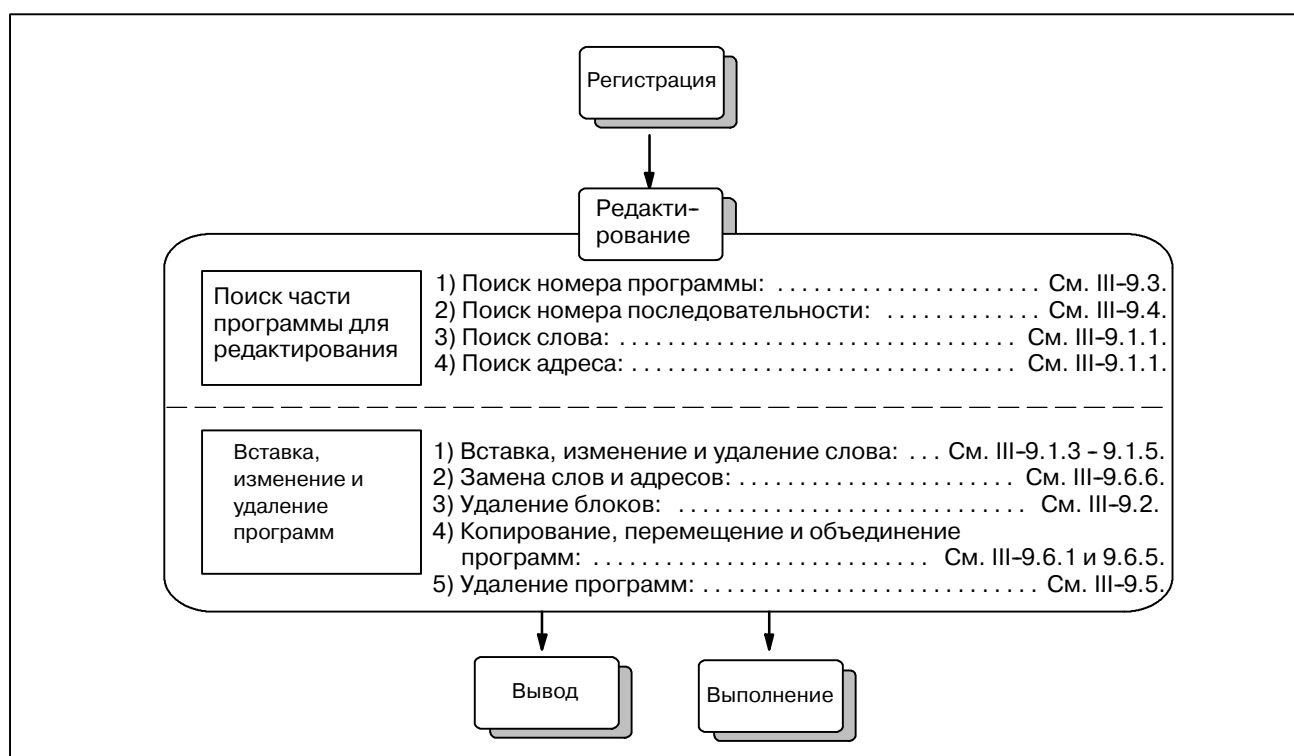 Регистрация
Редакти-
рование
Поиск части
программы для
редактирования
1) Поиск номера программы: . . . . . . . . . . . . . . . . . . . . . . См. III-9.3.
2) Поиск номера последовательности: . . . . . . . . . . . . . См. III-9.4.
3) Поиск слова: . . . . . . . . . . . . . . . . . . . . . . . . . . . . . . . . См. III-9.1.1.
4) Поиск адреса: . . . . . . . . . . . . . . . . . . . . . . . . . . . . . . . См. III-9.1.1.
Вставка,
изменение и
удаление
программ
1) Вставка, изменение и удаление слова: . . . См. III-9.1.3 - 9.1.5.
2) Замена слов и адресов: . . . . . . . . . . . . . . . . . . . . . . См. III-9.6.6.
3) Удаление блоков: . . . . . . . . . . . . . . . . . . . . . . . . . . . . . См. III-9.2.
4) Копирование, перемещение и объединение
программ: . . . . . . . . . . . . . . . . . . . . . . . . . . . См. III-9.6.1 и 9.6.5.
5) Удаление программ: . . . . . . . . . . . . . . . . . . . . . . . . . . . См. III-9.5.
Вывод
Выполнение